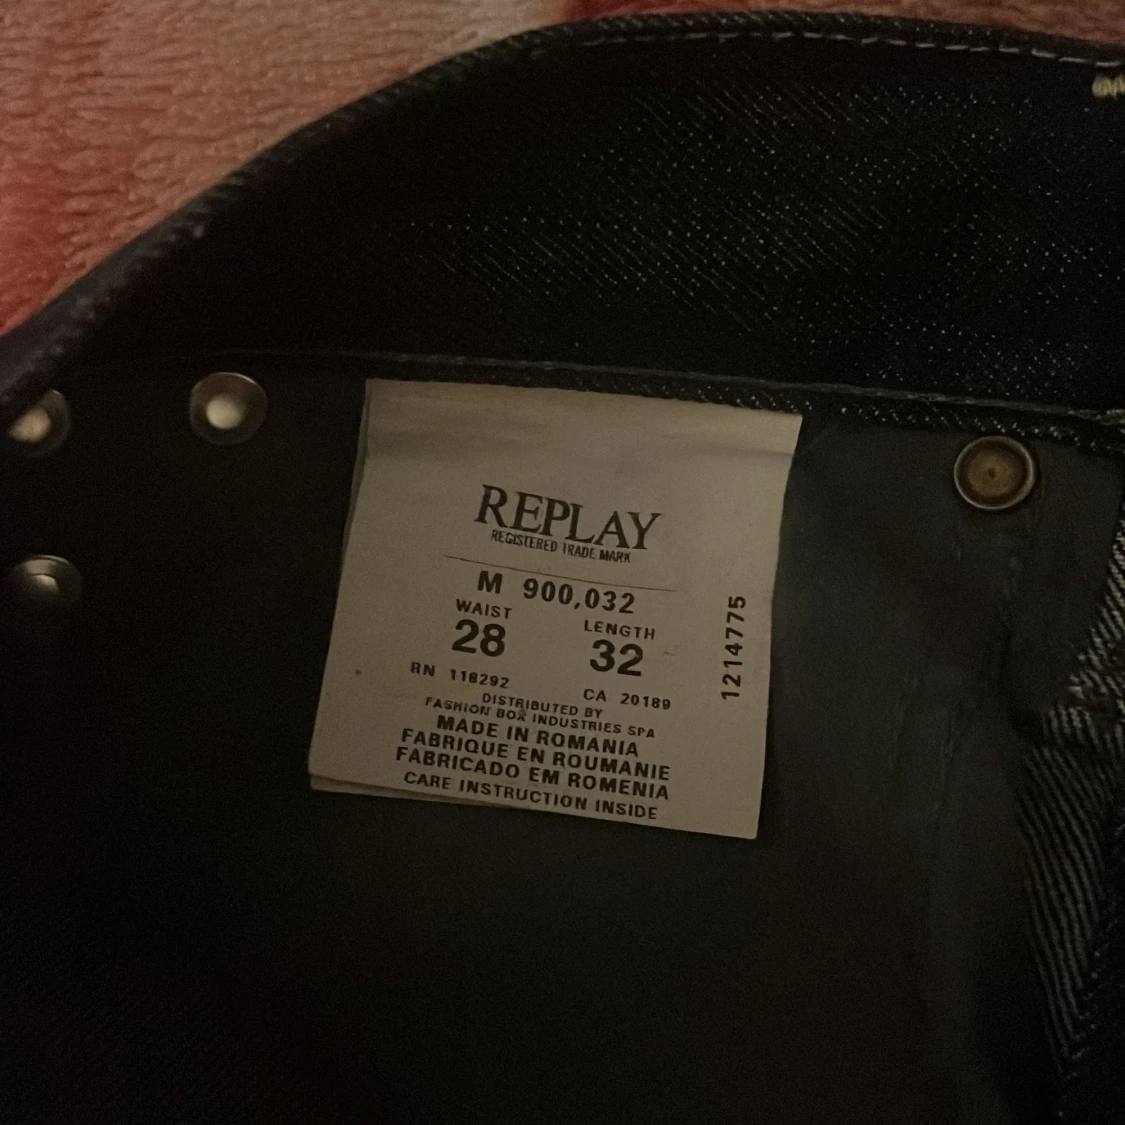 REPLAY
REGISTERED TRADE MARK
M 900,032
WAIST LENGTH
28 32
RN 118292 CA 20189
DISTRIBUTED BY
FASHION BOX INDUSTRIES SPA
MADE IN ROMANIA
FABRIQUE EN ROUMANIE
FABRICADO EM ROMENIA
CARE INSTRUCTION INSIDE
1214775